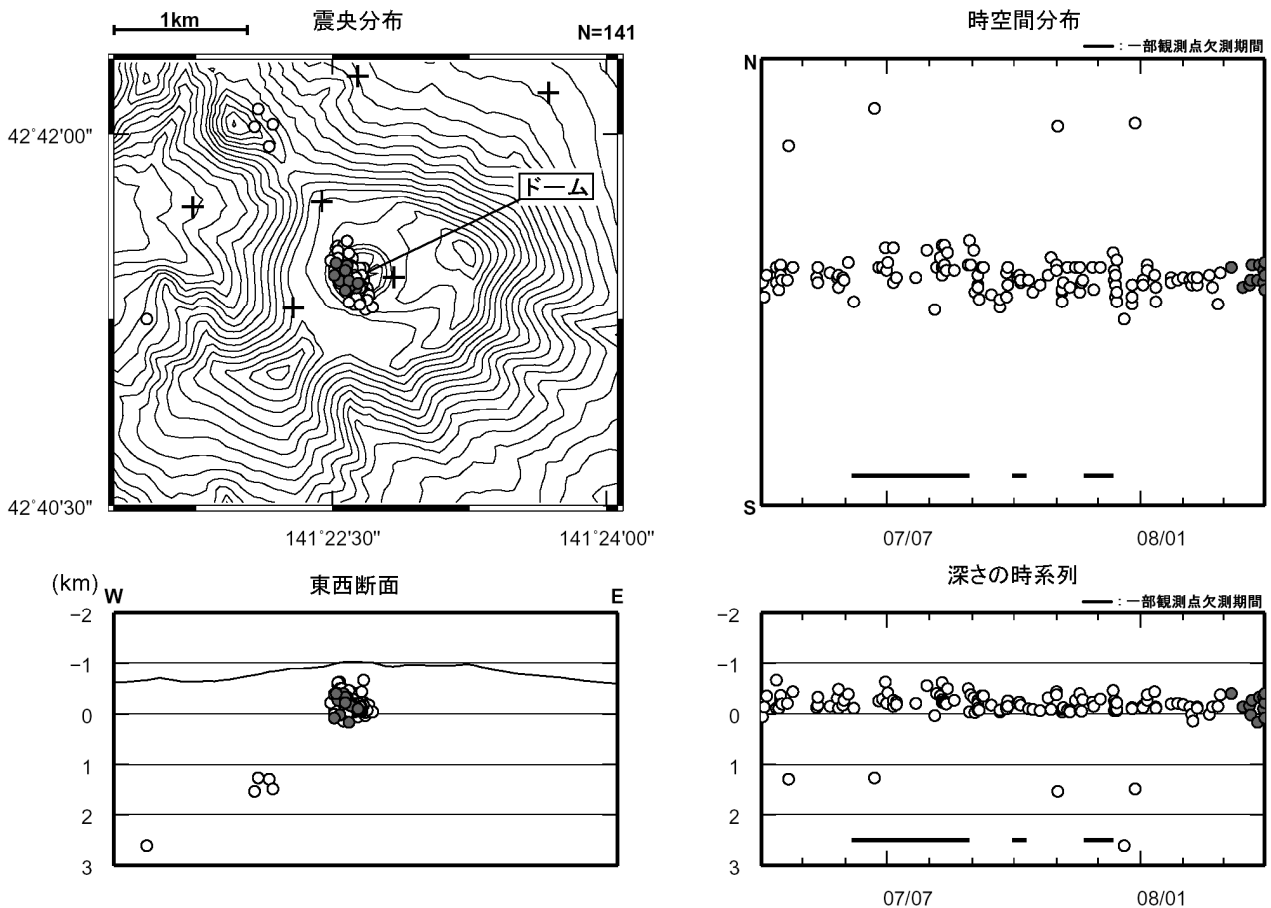 1km
震央分布
N=141
42°42'00"
42°40'30"
141°22'30"
141°24'00"
ドーム
時空間分布
：一部観測点欠測期間
N
S
07/07
08/01
東西断面
(km)
W
E
−2
−1
0
1
2
3
深さの時系列
：一部観測点欠測期間
−2
-1
0
1
2
3
07/07
08/01